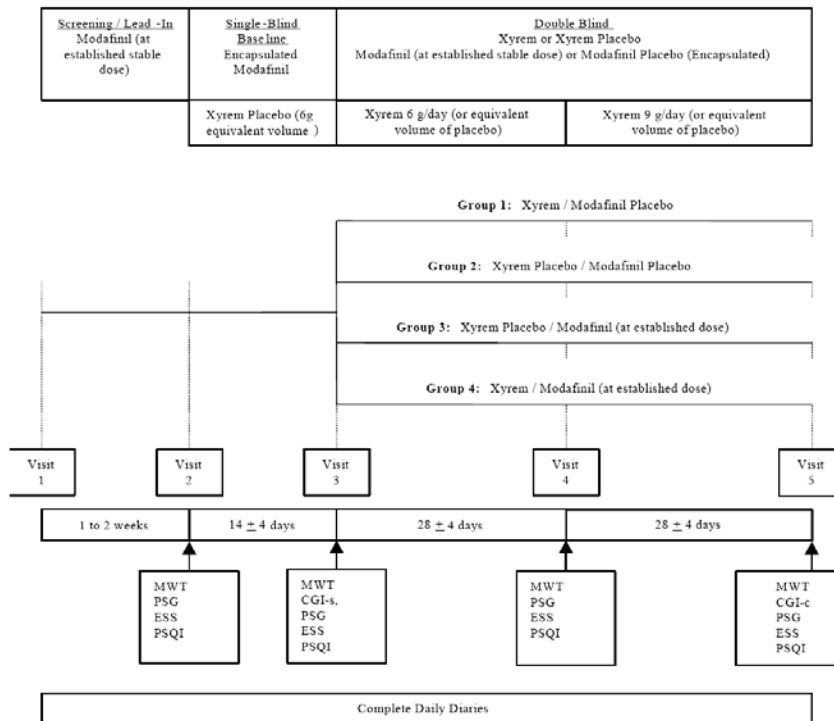 Screening / Lead -In
Modafinil (at
established stable
dose)
Single-Blind
Baseline
Encapsulated
Modafinil
Double Blind
Xyrem or Xyrem Placebo
Modafinil (at established stable dose) or Modafinil Placebo (Encapsulated)
Xyrem Placebo (6g
equivalent volume )
Xyrem 6 g/day (or equivalent
volume of placebo)
Xyrem 9 g/day (or equivalent
volume of placebo)
Group 1: Xyrem / Modafinil Placebo
Group 2: Xyrem Placebo / Modafinil Placebo
Group 3: Xyrem Placebo / Modafinil (at established dose)
Group 4: Xyrem / Modafinil (at established dose)
Visit
1
Visit
2
Visit
3
Visit
4
Visit
5
1 to 2 weeks
14 ± 4 days
28 ± 4 days
28 ± 4 days
MWT
PSG
ESS
PSQI
MWT
CGI-s,
PSG
ESS
PSQI
MWT
PSG
ESS
PSQI
MWT
CGI-c
PSG
ESS
PSQI
Complete Daily Diaries